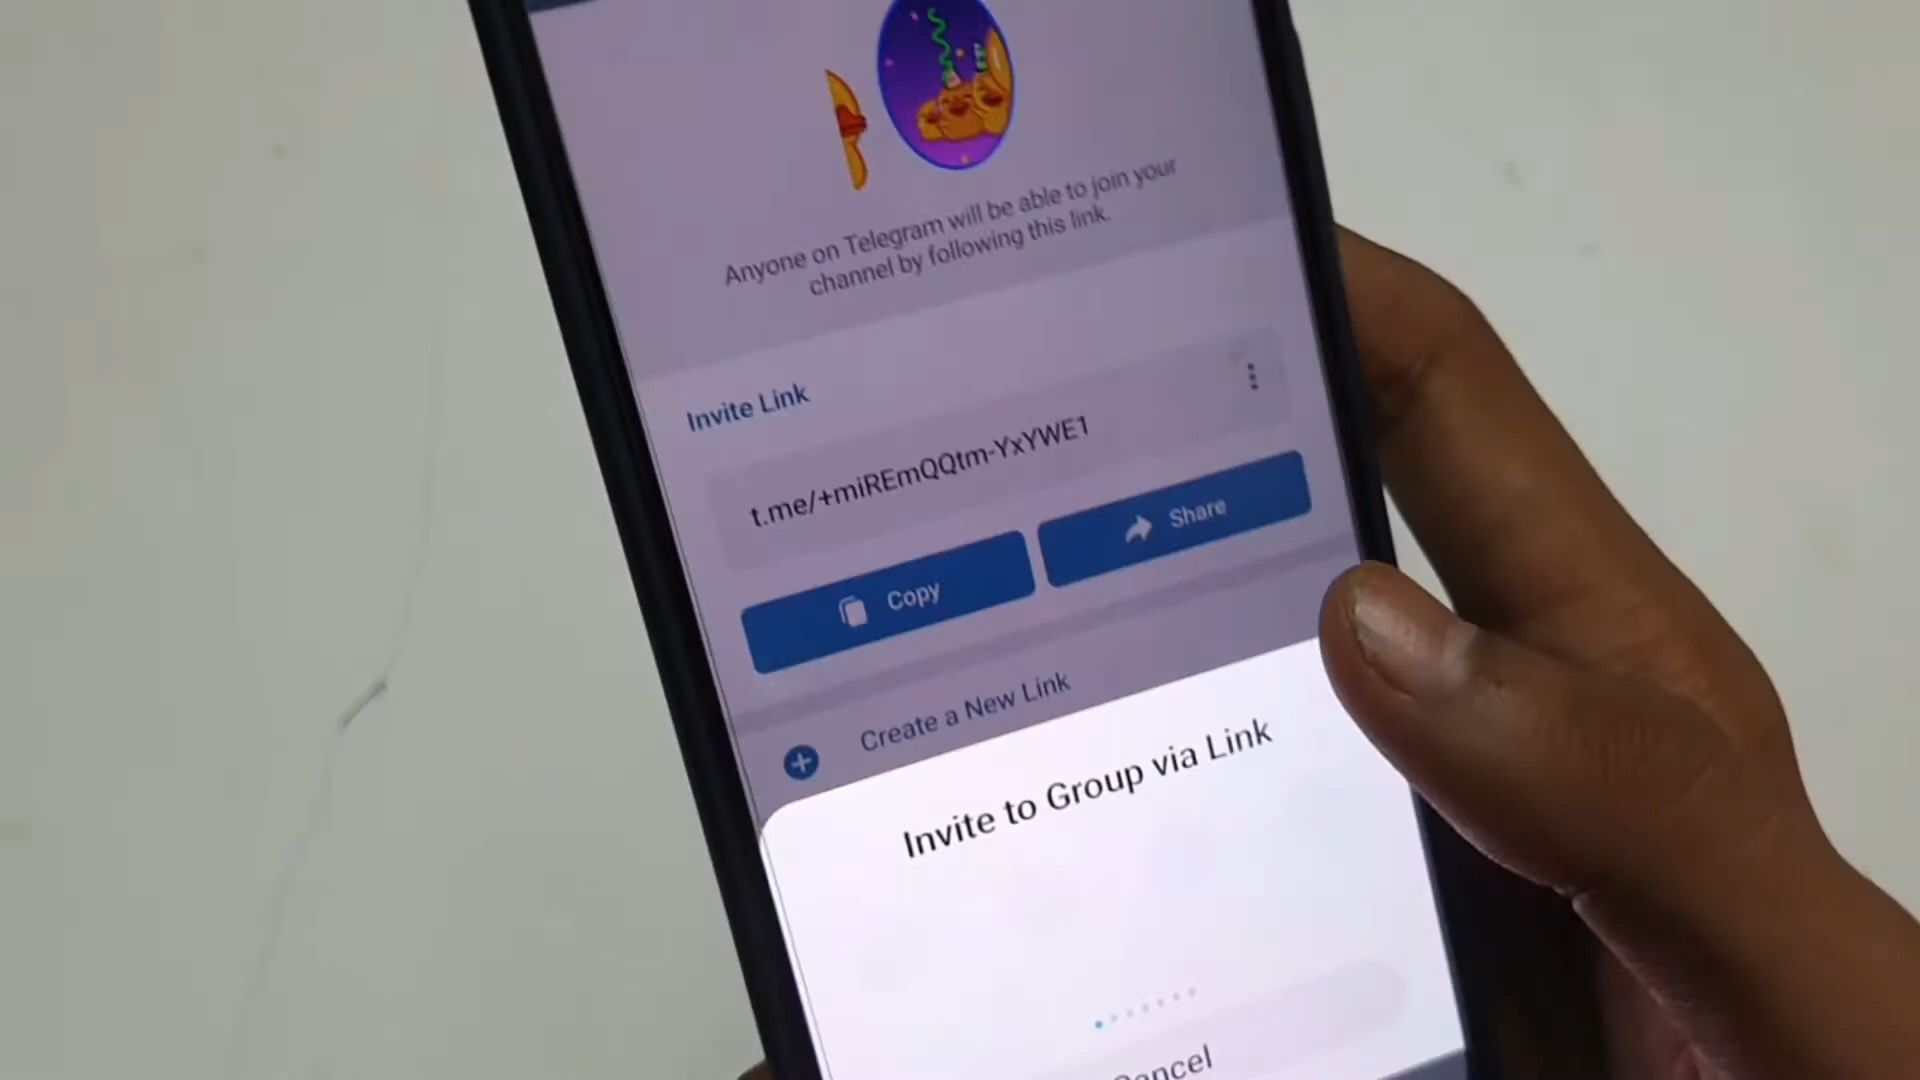 Anyone on Telegram will be able to join your
channel by following this link.
Invite Link
t.me/+miREmQQtm-YxYWE1
Copy
Share
Create a New Link
Invite to Group via Link
Cancel